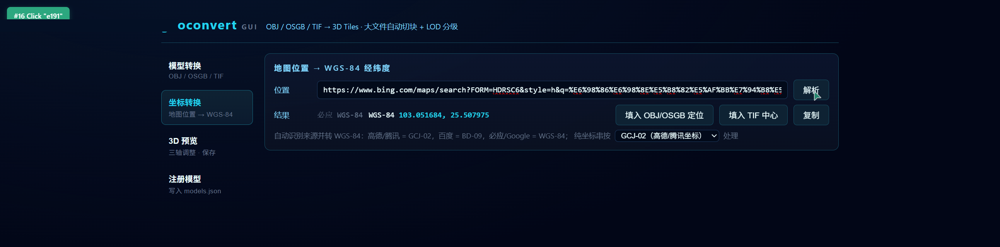 #16 Click "e191"
oconvert GUI OBJ / OSGB / TIF → 3D Tiles · 大文件自动切块 + LOD 分级
模型转换
OBJ / OSGB / TIF
坐标转换
地图位置 → WGS-84
3D 预览
三轴调整 · 保存
注册模型
写入 models.json
地图位置 → WGS-84 经纬度
位置 https://www.bing.com/maps/search?FORM=HDRSC6&style=h&q=%E6%98%86%E6%98%8E%E5%B8%82%E5%AF%BB%E7%94%B8%E5 解析
结果 必应 WGS-84 WGS-84 103.051684, 25.507975 填入 OBJ/OSGB 定位 填入 TIF 中心 复制
自动识别来源并转 WGS-84：高德/腾讯 = GCJ-02，百度 = BD-09，必应/Google = WGS-84； 纯坐标串按 GCJ-02（高德/腾讯坐标） 处理